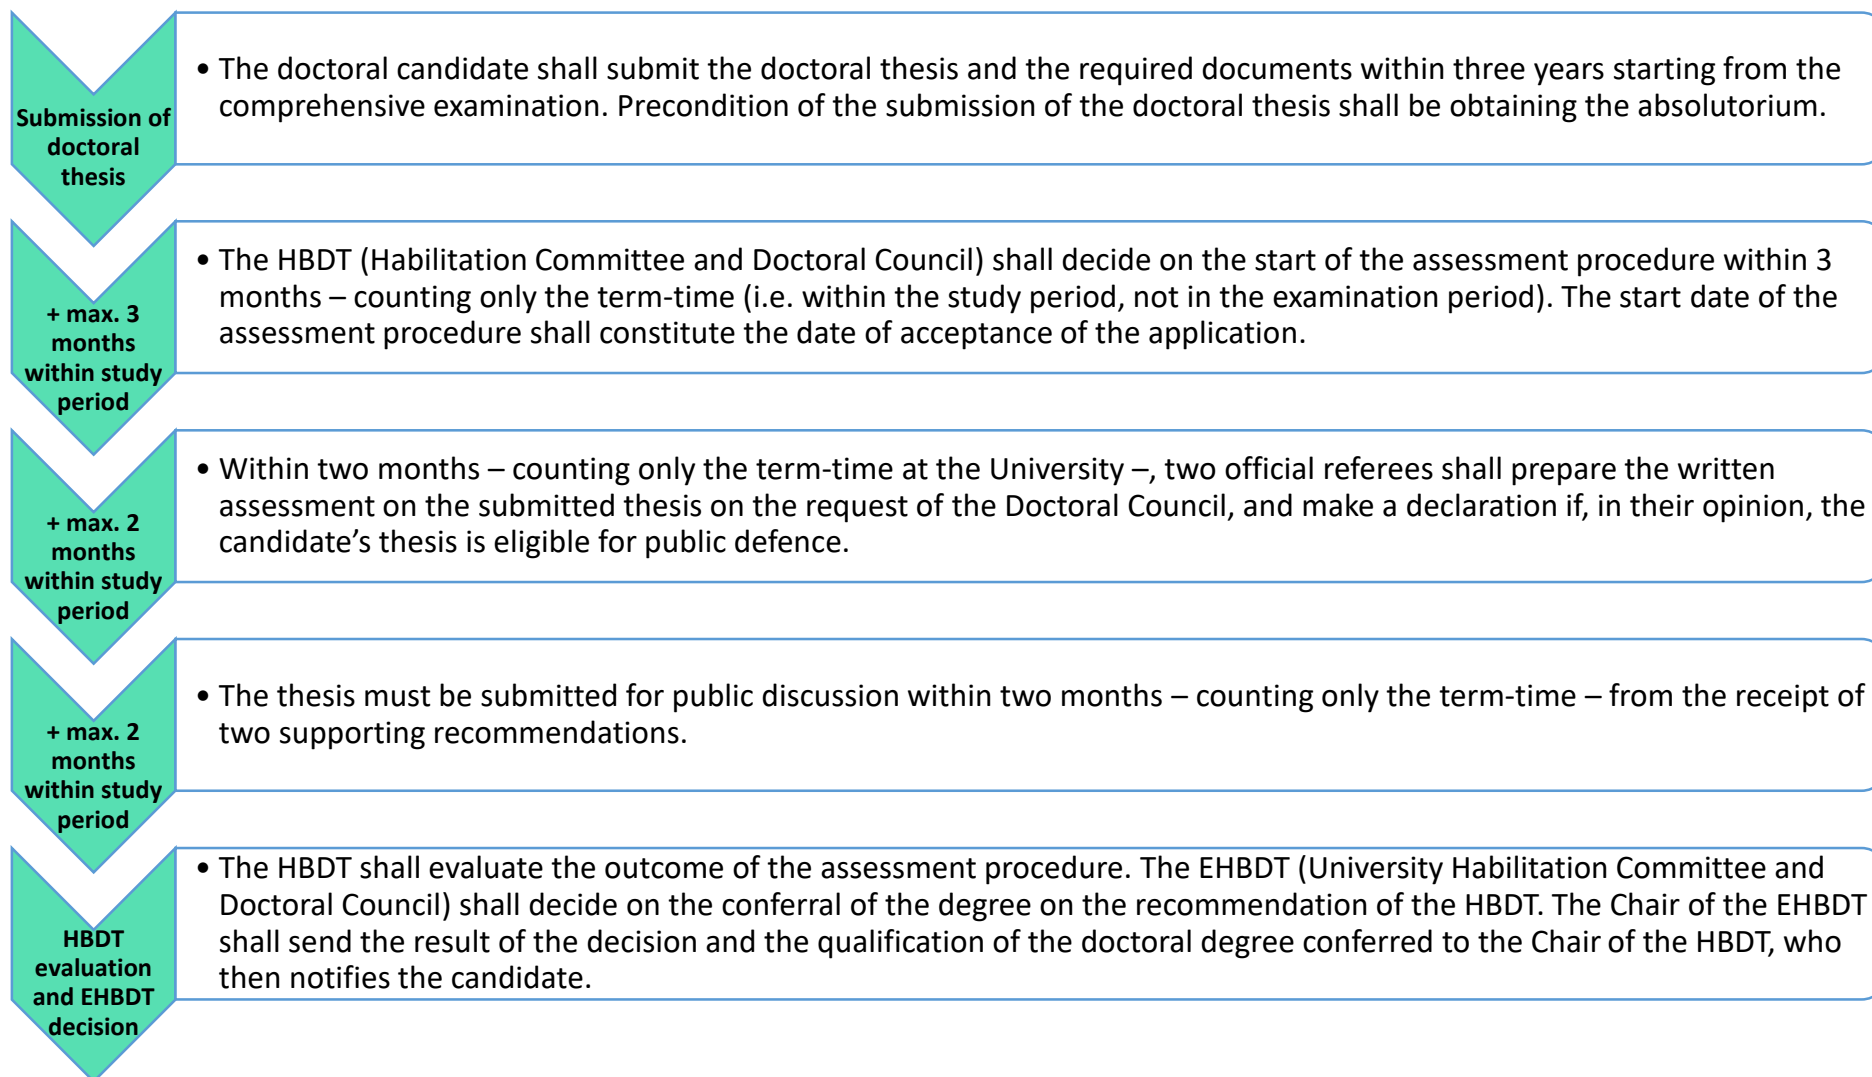 Submission of
doctoral
thesis
• The doctoral candidate shall submit the doctoral thesis and the required documents within three years starting from the
comprehensive examination. Precondition of the submission of the doctoral thesis shall be obtaining the absolutorium.
+ max. 3
months
within study
period
• The HBDT (Habilitation Committee and Doctoral Council) shall decide on the start of the assessment procedure within 3
months – counting only the term-time (i.e. within the study period, not in the examination period). The start date of the
assessment procedure shall constitute the date of acceptance of the application.
+ max. 2
months
within study
period
• Within two months – counting only the term-time at the University –, two official referees shall prepare the written
assessment on the submitted thesis on the request of the Doctoral Council, and make a declaration if, in their opinion, the
candidate’s thesis is eligible for public defence.
+ max. 2
months
within study
period
• The thesis must be submitted for public discussion within two months – counting only the term-time – from the receipt of
two supporting recommendations.
HBDT
evaluation
and EHBDT
decision
• The HBDT shall evaluate the outcome of the assessment procedure. The EHBDT (University Habilitation Committee and
Doctoral Council) shall decide on the conferral of the degree on the recommendation of the HBDT. The Chair of the EHBDT
shall send the result of the decision and the qualification of the doctoral degree conferred to the Chair of the HBDT, who
then notifies the candidate.